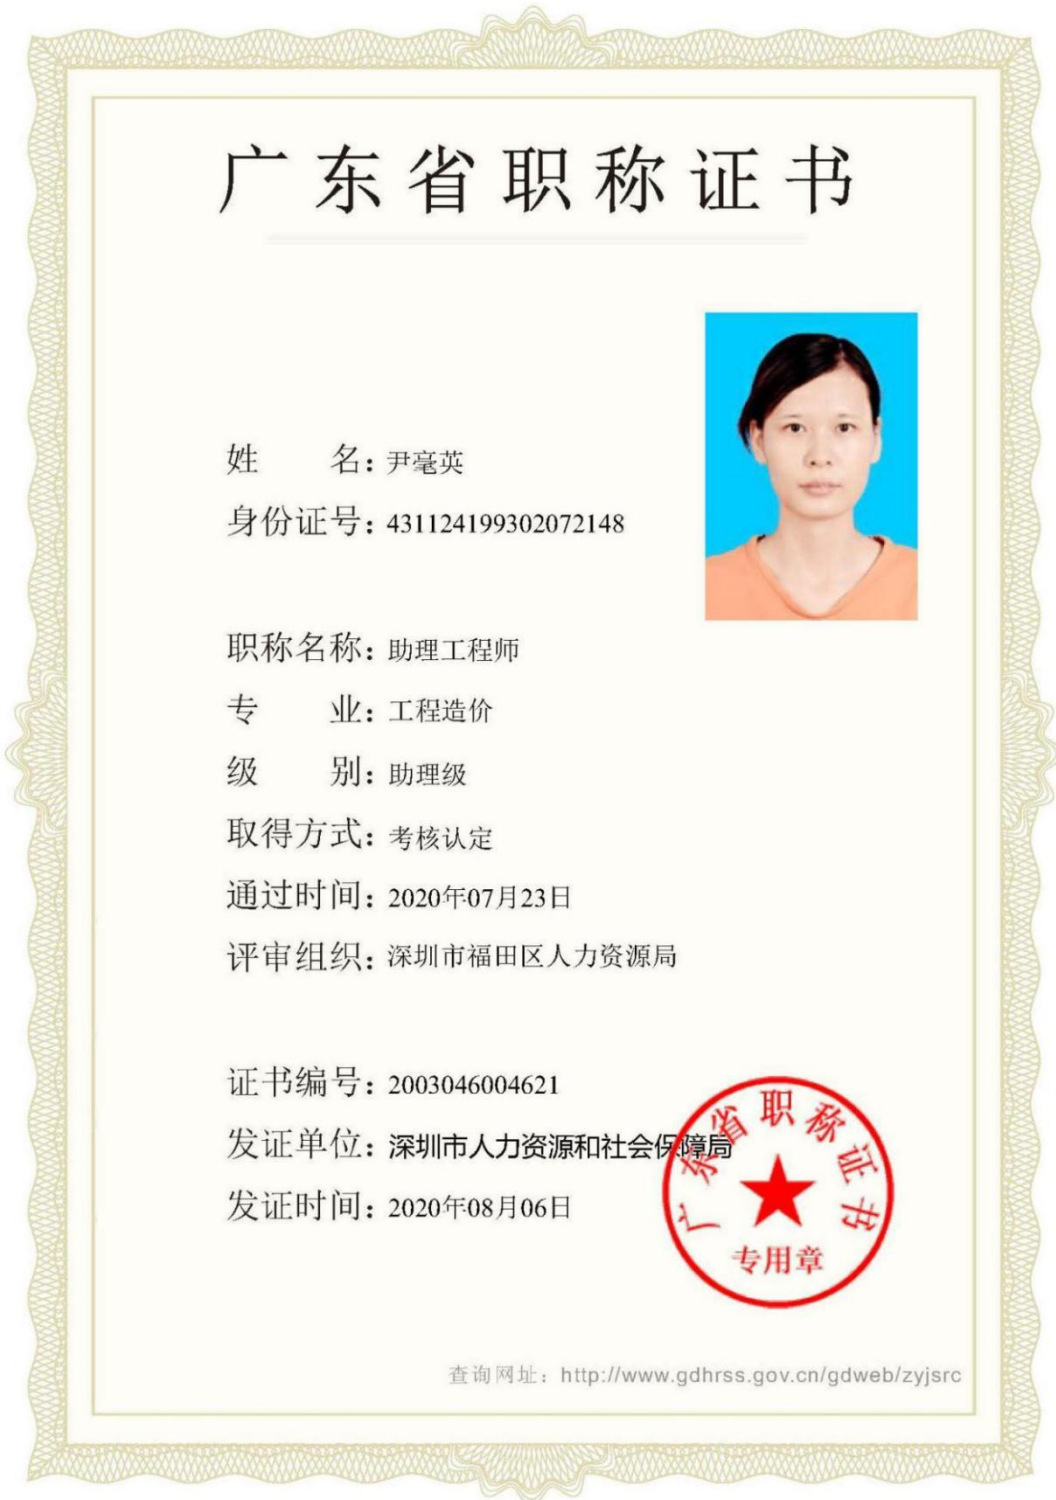 广东省职称证书
姓 名：尹毫英
身份证号：431124199302072148
职称名称：助理工程师
专 业：工程造价
级 别：助理级
取得方式：考核认定
通过时间：2020年07月23日
评审组织：深圳市福田区人力资源局
证书编号：2003046004621
发证单位：深圳市人力资源和社会保障局
发证时间：2020年08月06日
广东省职称证书
专用章
查询网址：http://www.gdhrss.gov.cn/gdweb/zyjsrc